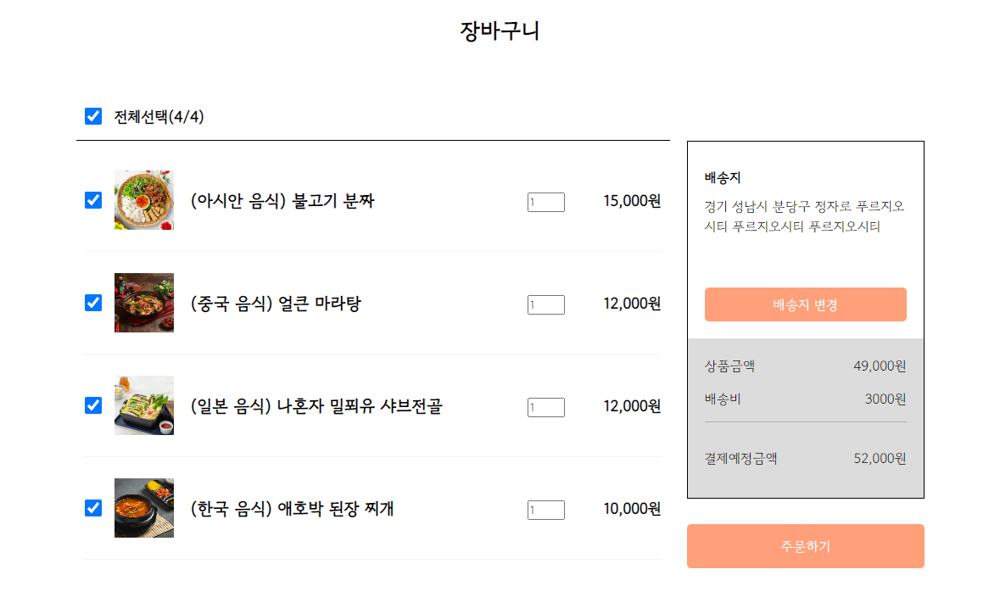 장바구니
전체선택(4/4)
(아시안 음식) 불고기 분짜
1
15,000원
(중국 음식) 얼큰 마라탕
1
12,000원
(일본 음식) 나혼자 밀푀유 샤브전골
1
12,000원
(한국 음식) 애호박 된장 찌개
1
10,000원
배송지
경기 성남시 분당구 정자로 푸르지오
시티 푸르지오시티 푸르지오시티
배송지 변경
상품금액 49,000원
배송비 3000원
결제예정금액 52,000원
주문하기